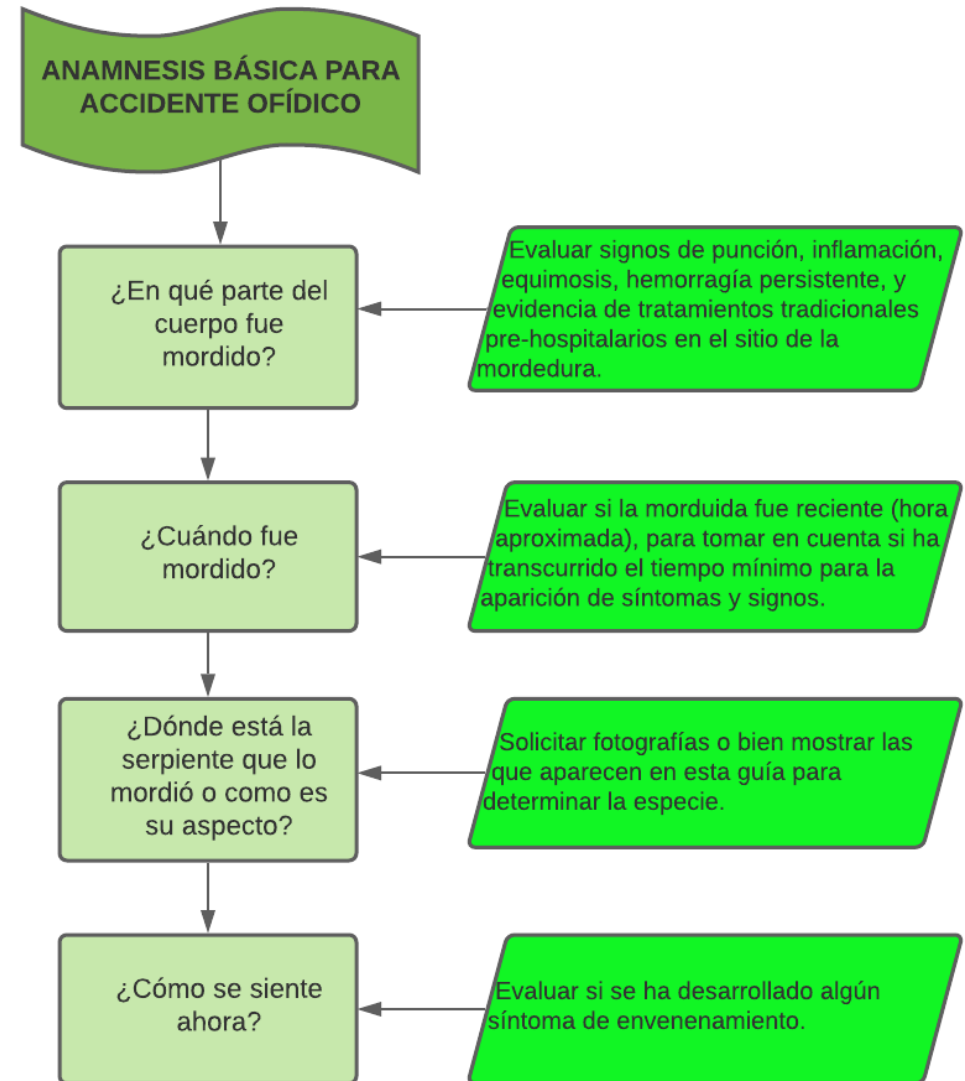 ANAMNESIS BÁSICA PARA
ACCIDENTE OFÍDICO
¿En qué parte del
cuerpo fue
mordido?
Evaluar signos de punción, inflamación,
equimosis, hemorragía persistente, y
evidencia de tratamientos tradicionales
pre-hospitalarios en el sitio de la
mordedura.
¿Cuándo fue
mordido?
Evaluar si la morduida fue reciente (hora
aproximada), para tomar en cuenta si ha
transcurrido el tiempo mínimo para la
aparición de síntomas y signos.
¿Dónde está la
serpiente que lo
mordió o como es
su aspecto?
Solicitar fotografías o bien mostrar las
que aparecen en esta guía para
determinar la especie.
¿Cómo se siente
ahora?
Evaluar si se ha desarrollado algún
síntoma de envenenamiento.